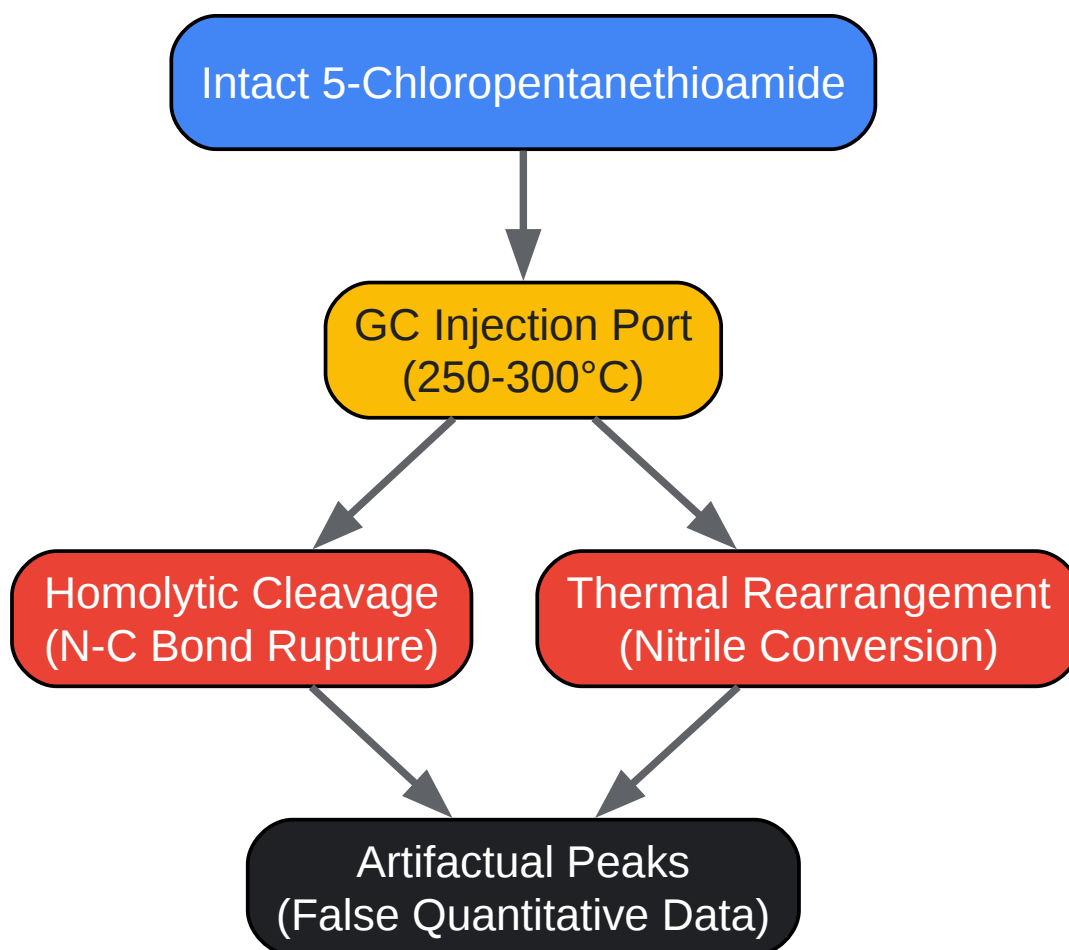 Intact 5-Chloropentanethioamide
GC Injection Port
(250-300°C)
Homolytic Cleavage
(N-C Bond Rupture)
Thermal Rearrangement
(Nitrile Conversion)
Artifactual Peaks
(False Quantitative Data)